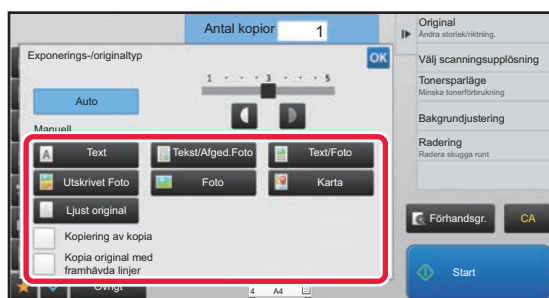 Antal kopior 1
Exponerings-/originaltyp
OK
1 3 5
Auto
Manuell
Text
Tekst/Afged.Foto
Text/Foto
Utskrivet Foto
Foto
Karta
Ljust original
Kopiering av kopia
Kopia original med
framhävda linjer
Övrigt
4 A4
Original
Ändra storlek/riktning.
Välj scanningsupplösning
Tonersparläge
Minska tonerförbrukning
Bakgrundjustering
Radering
Radera skugga runt
Förhandsgr.
CA
Start